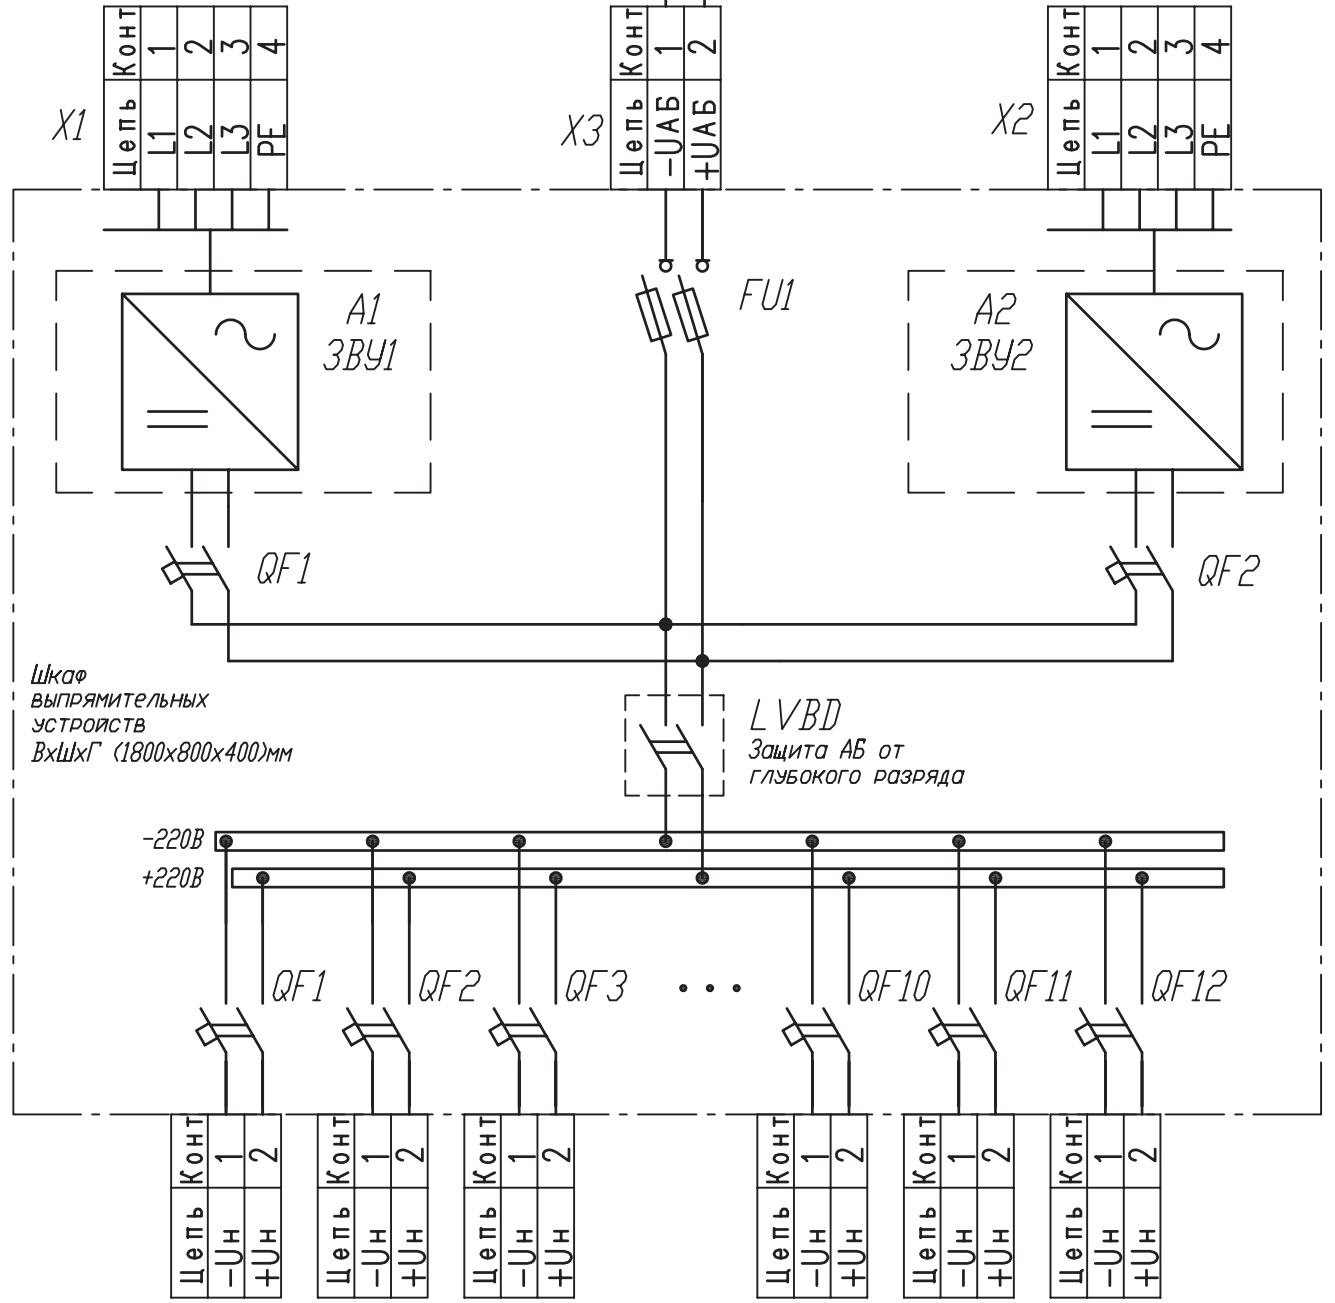 X1
Цепь Конт
L1 1
L2 2
L3 3
PE 4
X3
Цепь Конт
-UАБ 1
+UАБ 2
X2
Цепь Конт
L1 1
L2 2
L3 3
PE 4
A1
ЗВУ1
FU1
A2
ЗВУ2
QF1
QF2
Шкаф
выпрямительных
устройств
ВхШхГ (1800х800х400)мм
LVBD
Защита АБ от
глубокого разряда
-220В
+220В
QF1
QF2
QF3
...
QF10
QF11
QF12
Цепь Конт
-Uн 1
+Uн 2
Цепь Конт
-Uн 1
+Uн 2
Цепь Конт
-Uн 1
+Uн 2
Цепь Конт
-Uн 1
+Uн 2
Цепь Конт
-Uн 1
+Uн 2
Цепь Конт
-Uн 1
+Uн 2